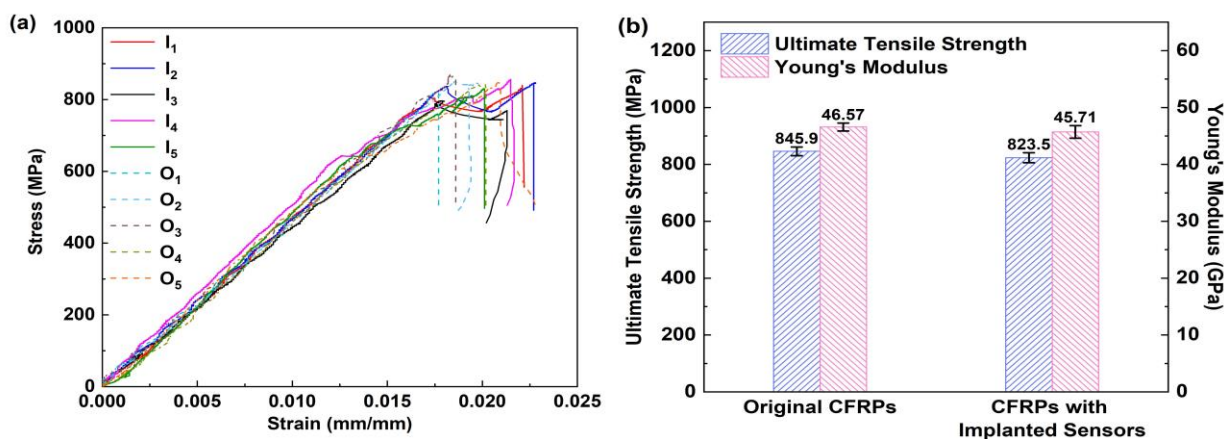 (a)
1000
800
600
400
200
0
Stress (MPa)
I1
I2
I3
I4
I5
O1
O2
O3
O4
O5
0.000 0.005 0.010 0.015 0.020 0.025
Strain (mm/mm)
(b)
1200
1000
800
600
400
200
0
Ultimate Tensile Strength (MPa)
Ultimate Tensile Strength
Young's Modulus
845.9
46.57
823.5
45.71
Original CFRPs
CFRPs with
Implanted Sensors
60
50
40
30
20
10
0
Young's Modulus (GPa)